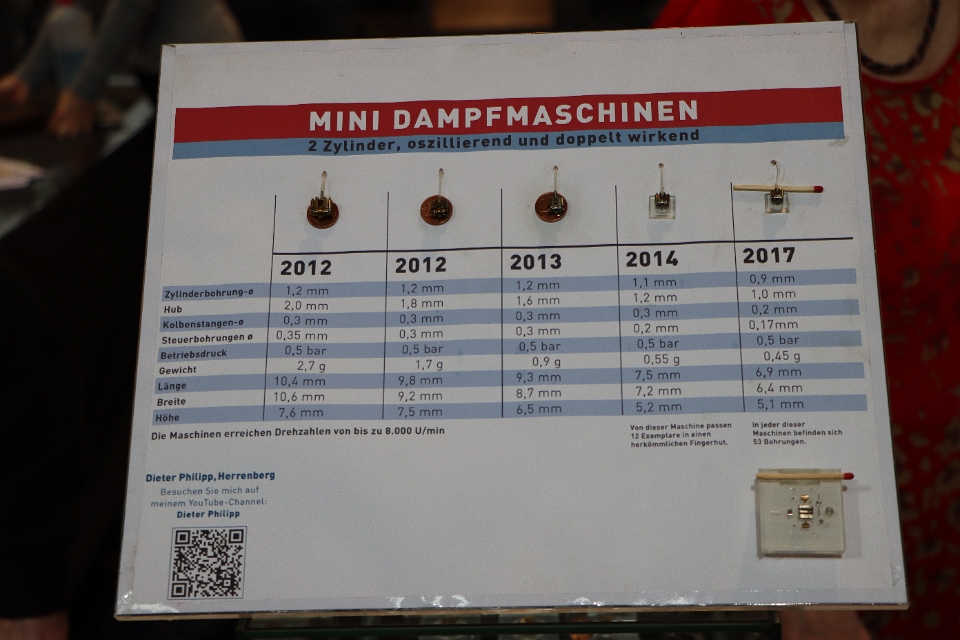 MINI DAMPFMASCHINEN
2 Zylinder, oszillierend und doppelt wirkend
2012 2012 2013 2014 2017
Zylinderbohrung-ø 1,2 mm 1,2 mm 1,2 mm 1,1 mm 0,9 mm
Hub 2,0 mm 1,8 mm 1,6 mm 1,2 mm 1,0 mm
Kolbenstangen-ø 0,3 mm 0,3 mm 0,3 mm 0,3 mm 0,2 mm
Steuerbohrungen ø 0,35 mm 0,3 mm 0,3 mm 0,2 mm 0,17mm
Betriebsdruck 0,5 bar 0,5 bar 0,5 bar 0,5 bar 0,5 bar
Gewicht 2,7 g 1,7 g 0,9 g 0,55 g 0,45 g
Länge 10,4 mm 9,8 mm 9,3 mm 7,5 mm 6,9 mm
Breite 10,6 mm 9,2 mm 8,7 mm 7,2 mm 6,4 mm
Höhe 7,6 mm 7,5 mm 6,5 mm 5,2 mm 5,1 mm
Die Maschinen erreichen Drehzahlen von bis zu 8.000 U/min
Von dieser Maschine passen
12 Exemplare in einen
herkömmlichen Fingerhut.
In jeder dieser
Maschinen befinden sich
53 Bohrungen.
Dieter Philipp, Herrenberg
Besuchen Sie mich auf
meinem YouTube-Channel:
Dieter Philipp